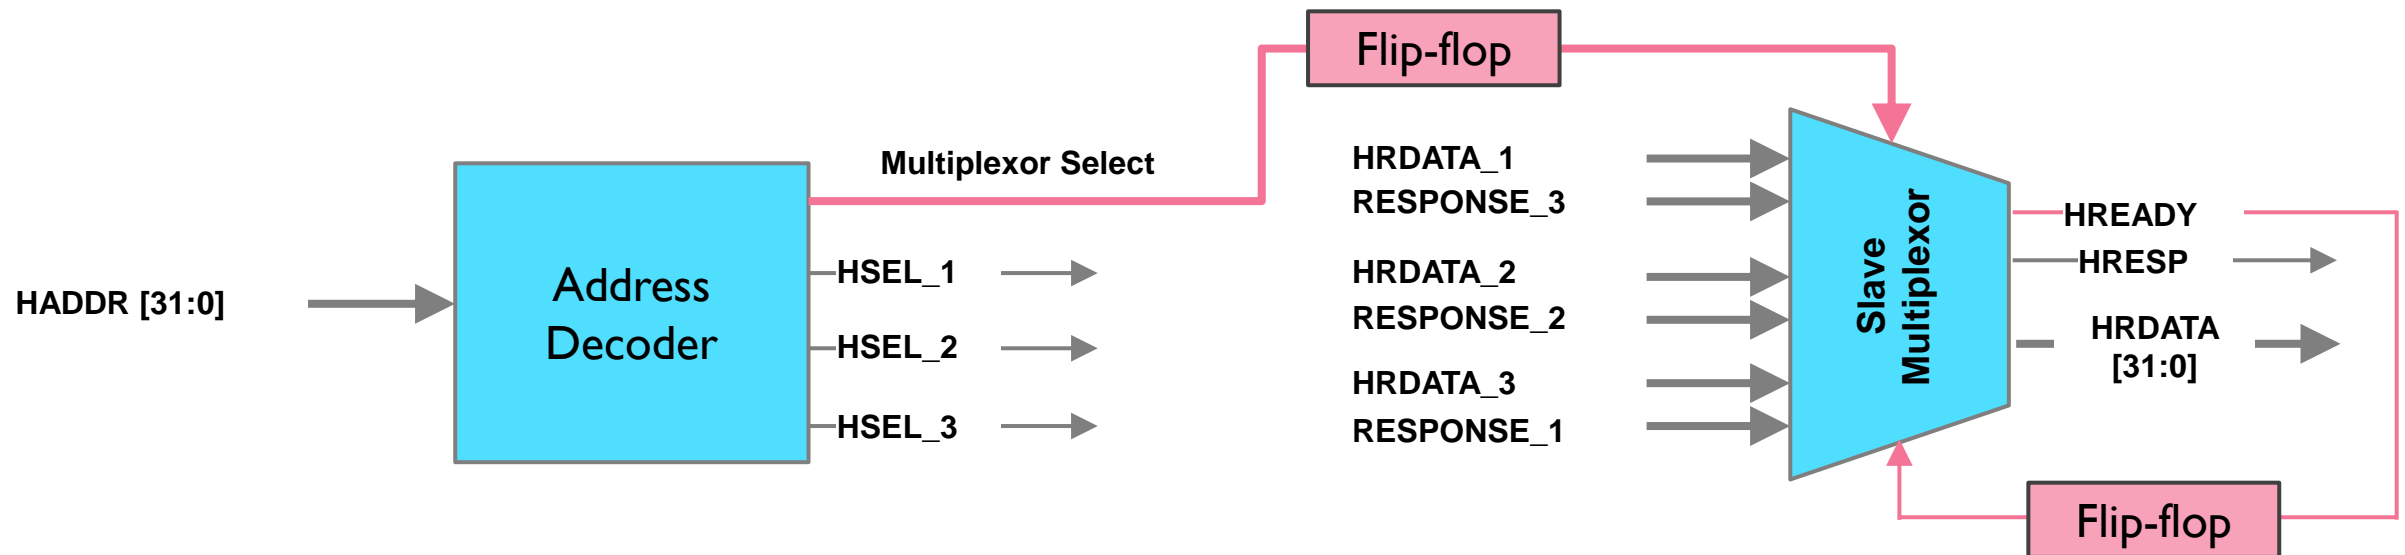 Flip-flop
Multiplexor Select
HADDR [31:0]
Address
Decoder
HSEL_1
HSEL_2
HSEL_3
HRDATA_1
RESPONSE_3
HRDATA_2
RESPONSE_2
HRDATA_3
RESPONSE_1
Slave
Multiplexor
HREADY
HRESP
HRDATA
[31:0]
Flip-flop